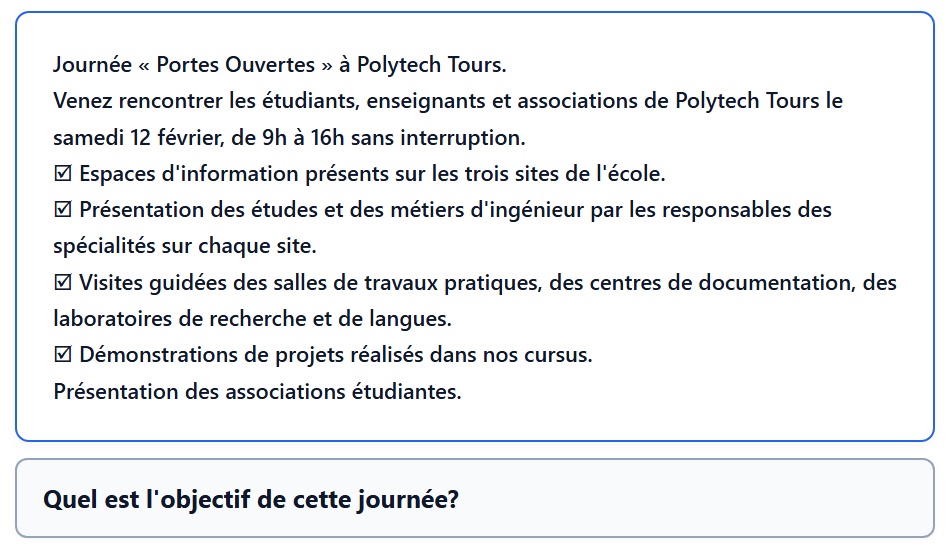 Journée « Portes Ouvertes » à Polytech Tours.
Venez rencontrer les étudiants, enseignants et associations de Polytech Tours le
samedi 12 février, de 9h à 16h sans interruption.
☑ Espaces d'information présents sur les trois sites de l'école.
☑ Présentation des études et des métiers d'ingénieur par les responsables des
spécialités sur chaque site.
☑ Visites guidées des salles de travaux pratiques, des centres de documentation, des
laboratoires de recherche et de langues.
☑ Démonstrations de projets réalisés dans nos cursus.
Présentation des associations étudiantes.
Quel est l'objectif de cette journée?